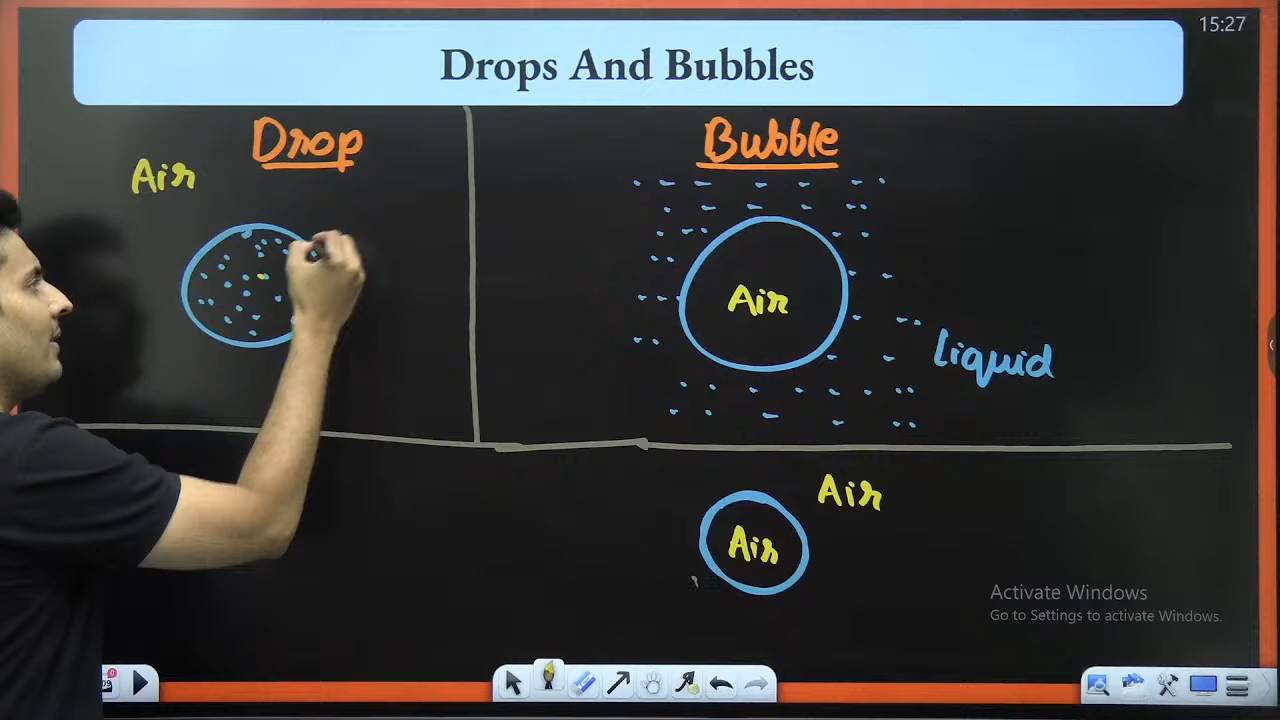 15:27
Drops And Bubbles
Drop
Bubble
Air
Air
Liquid
Air
Air
Activate Windows
Go to Settings to activate Windows.